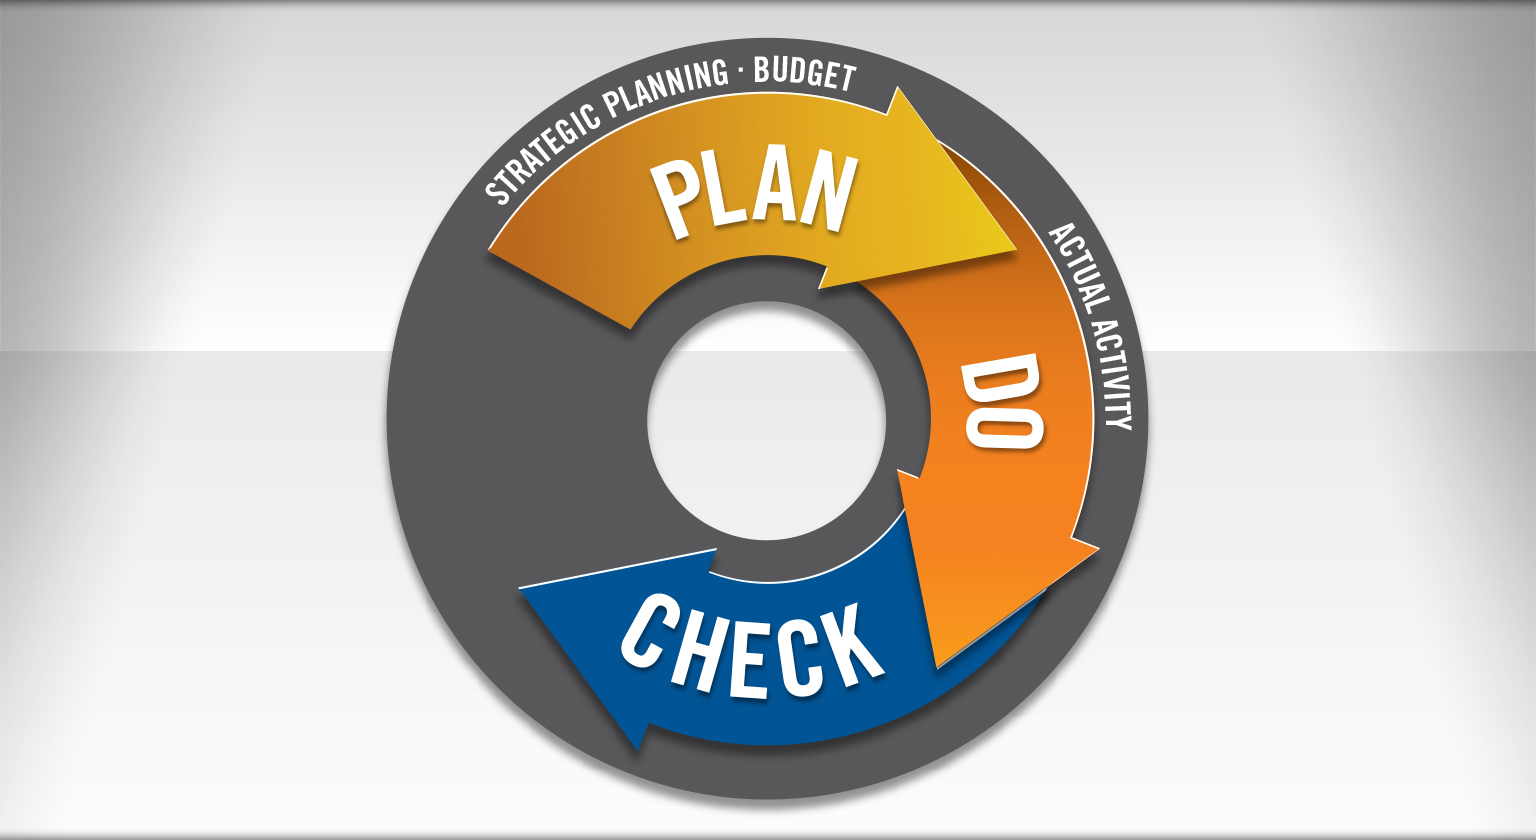 STRATEGIC PLANNING · BUDGET
PLAN
ACTUAL ACTIVITY
DO
CHECK